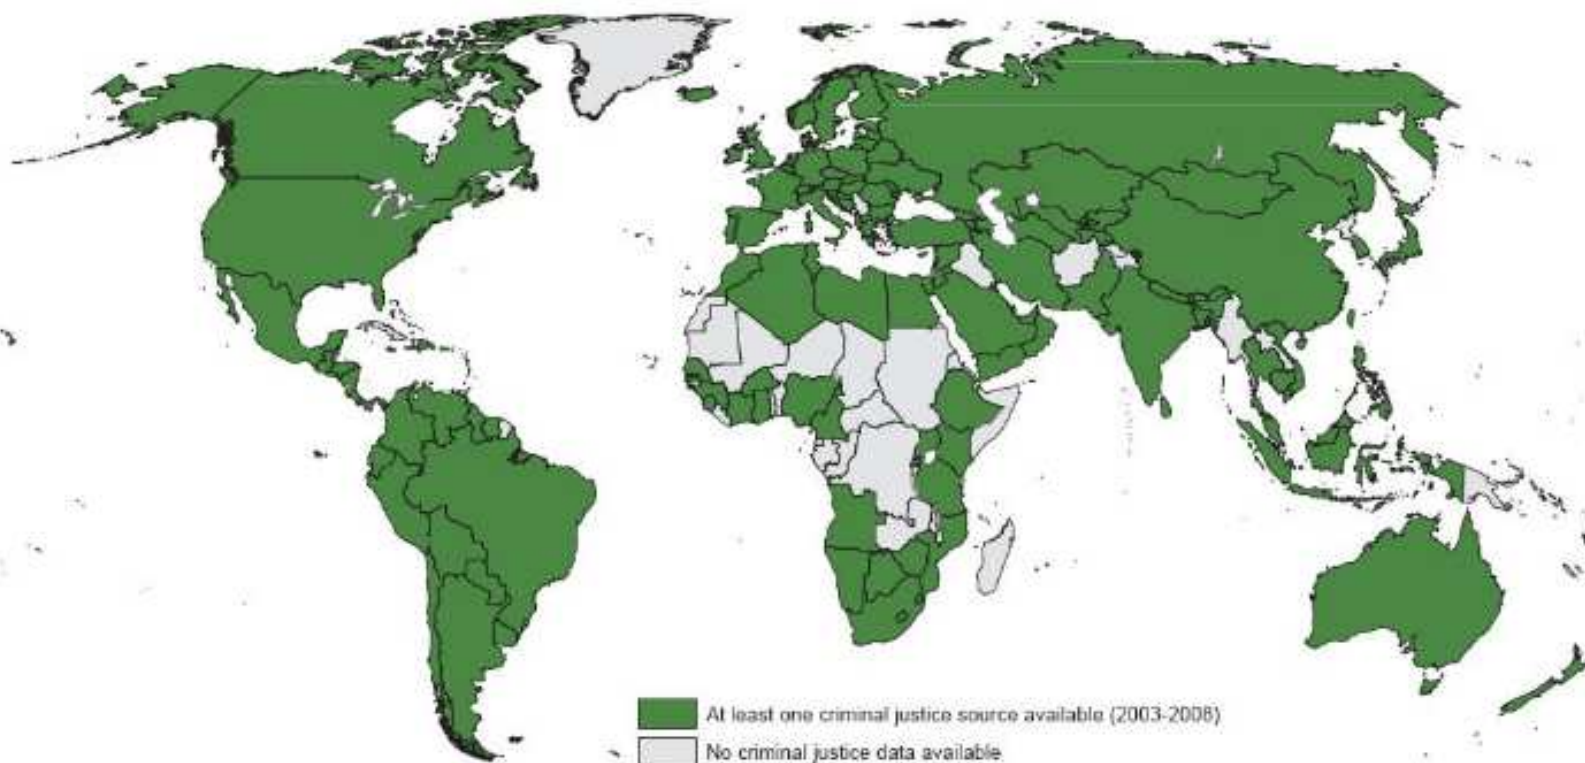 At least one criminal justice source available (2003-2008)
No criminal justice data available